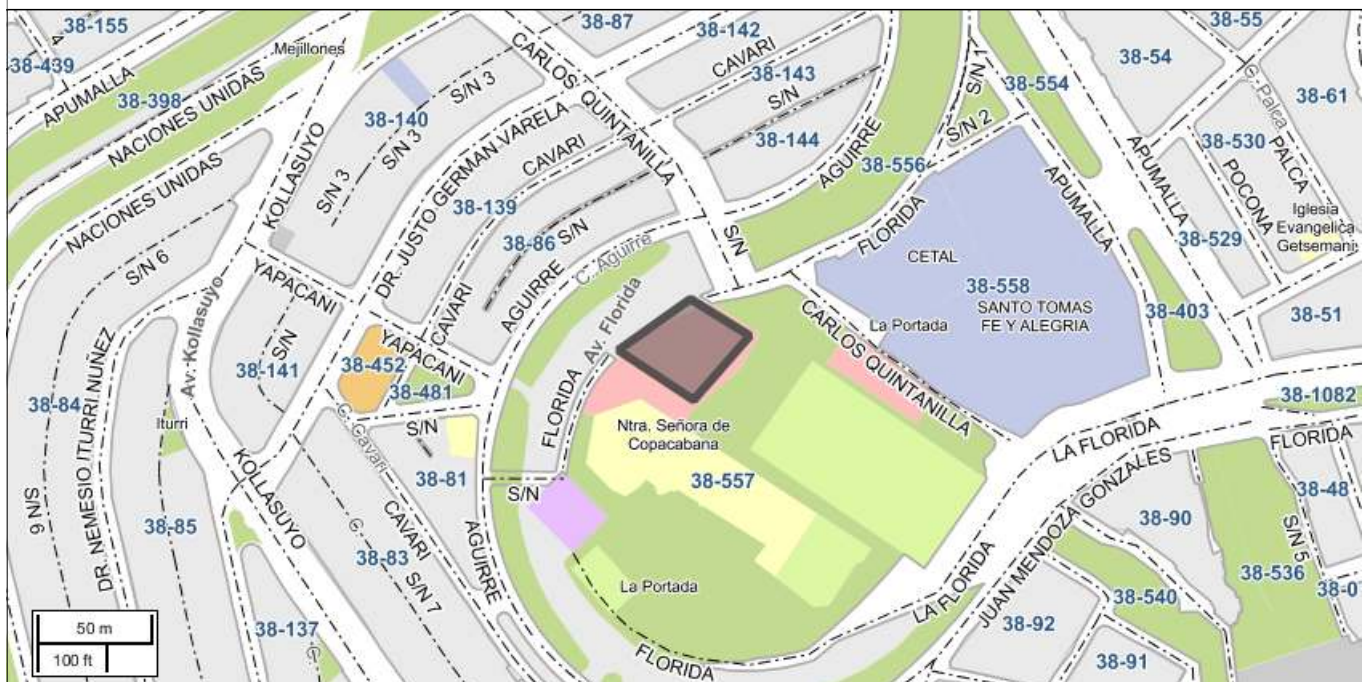 38-155
38-87
38-142
38-55
38-439
Mejillones
CARLOS QUINTANILLA
CAVARI
38-54
APUMALLA
38-398
NACIONES UNIDAS
S/N 3
38-143
S/N
S/N 1
38-554
C. Palca
38-61
38-140
KOLLASUYO
S/N 3
DR. JUSTO GERMAN VARELA
38-144
S/N 2
38-530
PALCA
NACIONES UNIDAS
S/N 3
CAVARI
AGUIRRE
38-556
APUMALLA
POCONA
38-139
38-86
S/N
S/N
FLORIDA
APUMALLA
38-529
Iglesia
Evangelica
Getsemani
S/N 6
YAPACANI
AGUIRRE
C. Aguirre
CETAL
38-558
SANTO TOMAS
FE Y ALEGRIA
38-403
38-51
Av. Kollasuyo
S/N
CAVARI
Av. Florida
La Portada
DR. NEMESIO ITURRI NUÑEZ
38-141
38-452
YAPACANI
38-481
CARLOS QUINTANILLA
38-1082
38-84
Iturri
C. Cavari
S/N
FLORIDA
Ntra. Señora de
Copacabana
LA FLORIDA
FLORIDA
38-81
38-557
38-48
S/N 6
38-85
KOLLASUYO
S/N
JUAN MENDOZA GONZALES
38-90
S/N 5
38-536
38-83
C.
CAVARI
AGUIRRE
La Portada
LA FLORIDA
38-540
38-0
S/N 7
50 m
100 ft
38-137
C.
FLORIDA
38-92
38-91